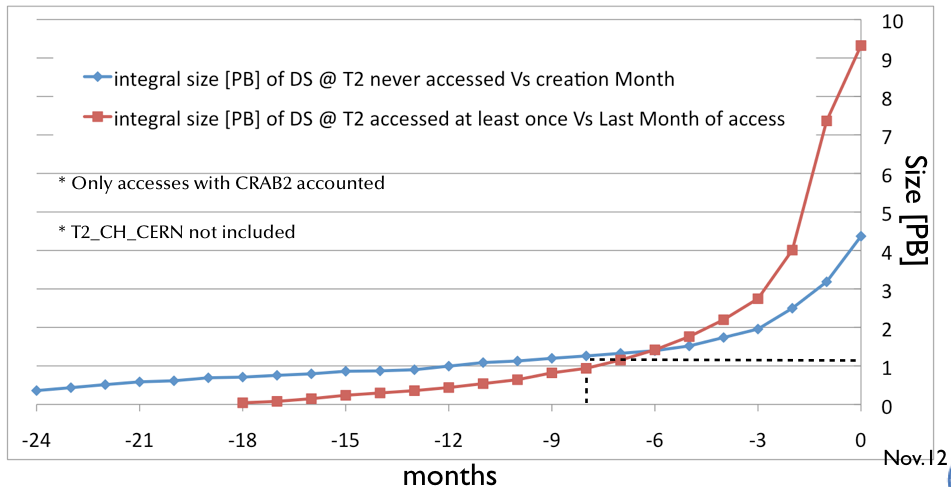 integral size [PB] of DS @ T2 never accessed Vs creation Month
integral size [PB] of DS @ T2 accessed at least once Vs Last Month of access
* Only accesses with CRAB2 accounted
* T2_CH_CERN not included
10
9
8
7
6
5
4
3
2
1
0
Size [PB]
-24 -21 -18 -15 -12 -9 -6 -3 0
Nov.12
months